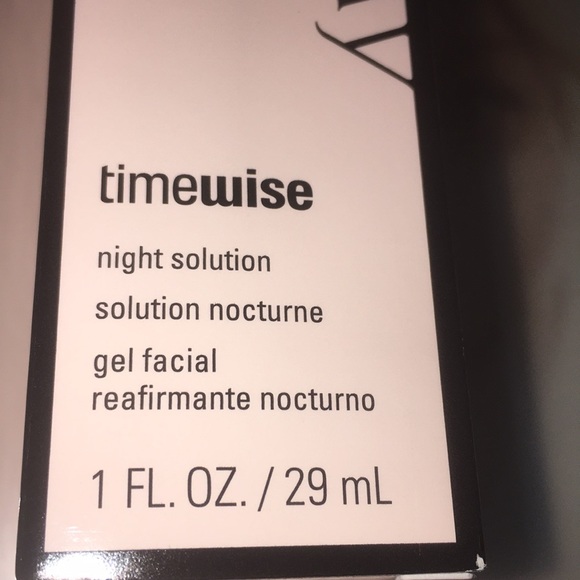 timewise
night solution
solution nocturne
gel facial
reafirmante nocturno
1 FL. OZ. / 29 mL